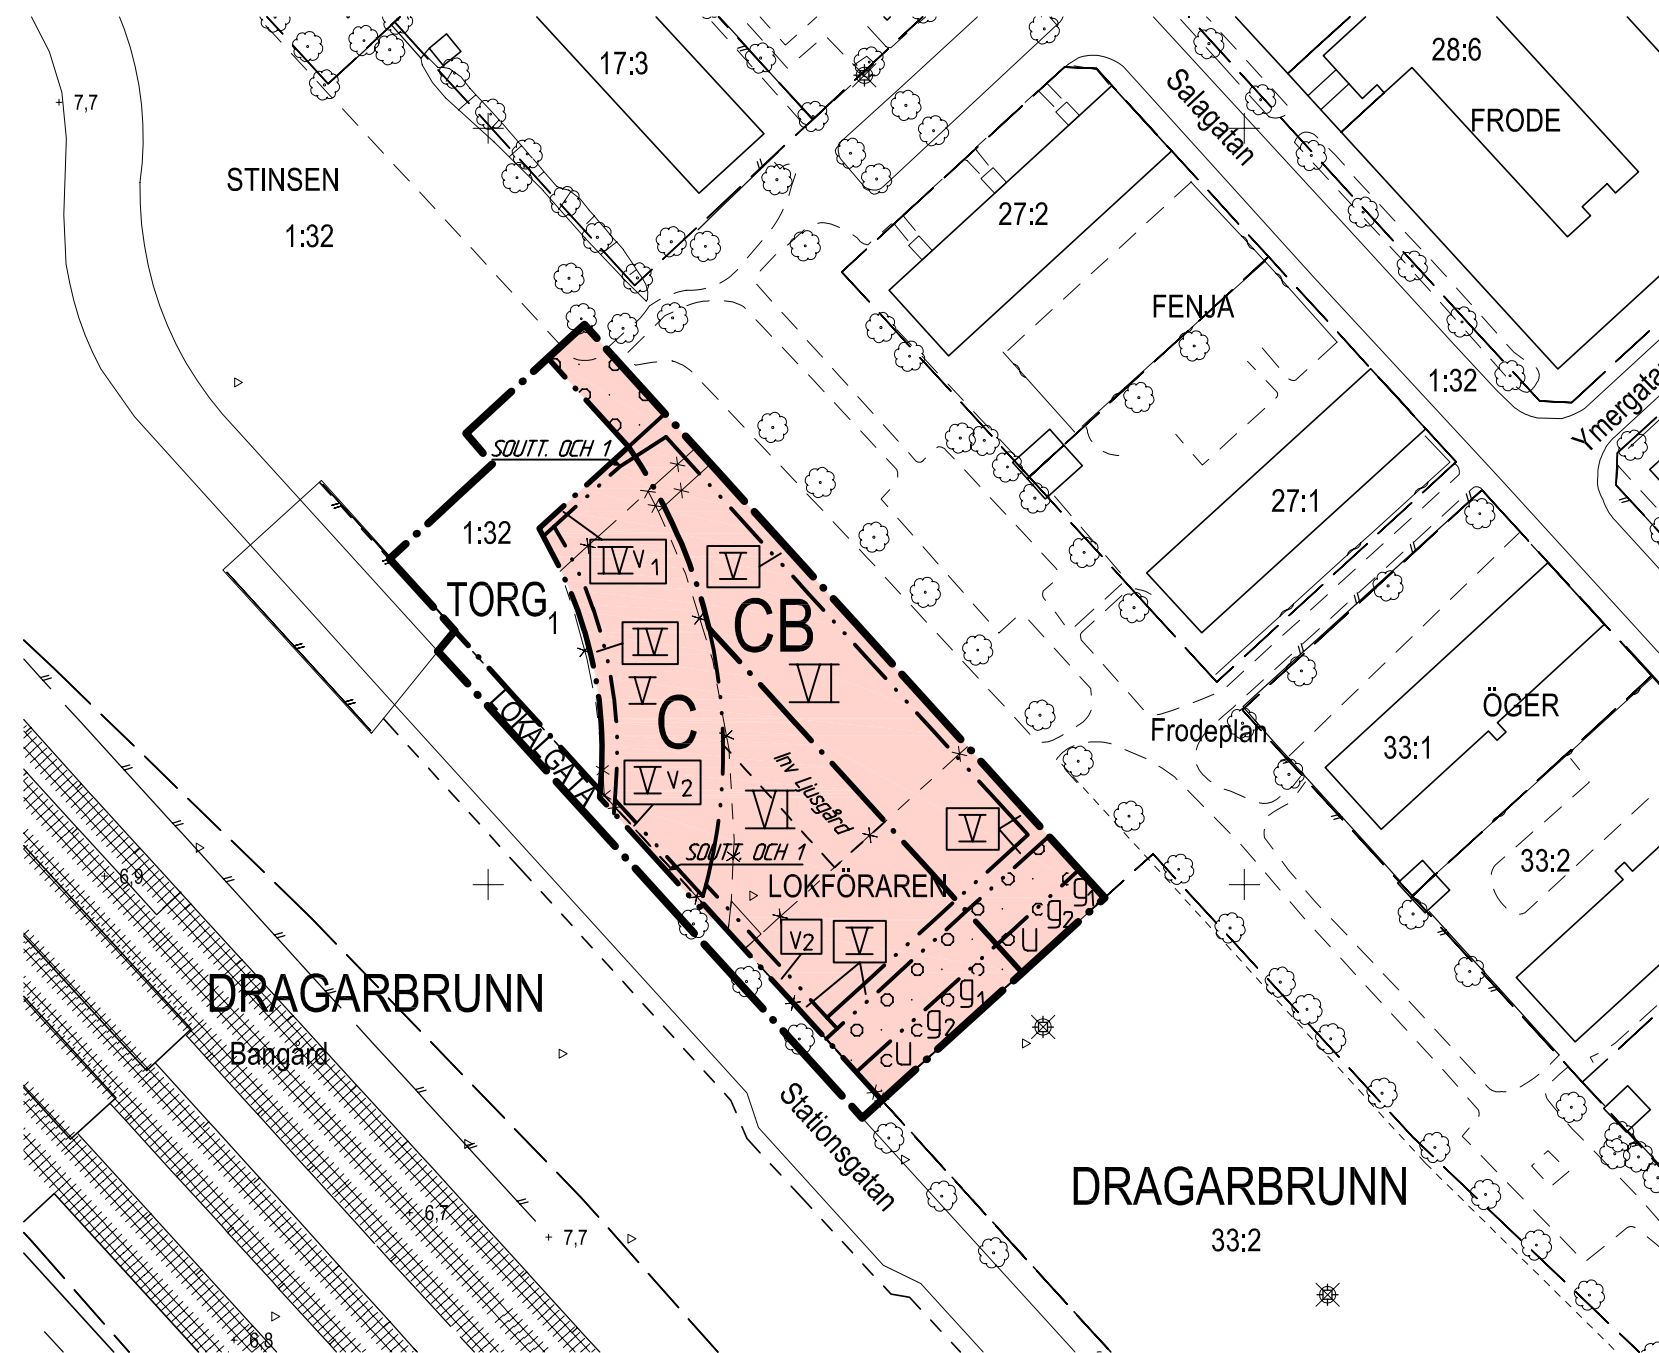 17:3
28:6
7,7
Salagatan
FRODE
STINSEN
1:32
27:2
FENJA
1:32
SOUTT. OCH 1
27:1
1:32
IV V1
V
TORG1
CB
IV
VI
V
C
LOKALGATA
V V2
Inv Ljusgård
VI
V
SOUTT. OCH 1
LOKFÖRAREN
Frodeplan
ÖGER
33:1
33:2
6,9
g1
g2
u
V2
V
g1
g2
u
DRAGARBRUNN
Bangård
Stationsgatan
DRAGARBRUNN
33:2
6,7
7,7
6,8